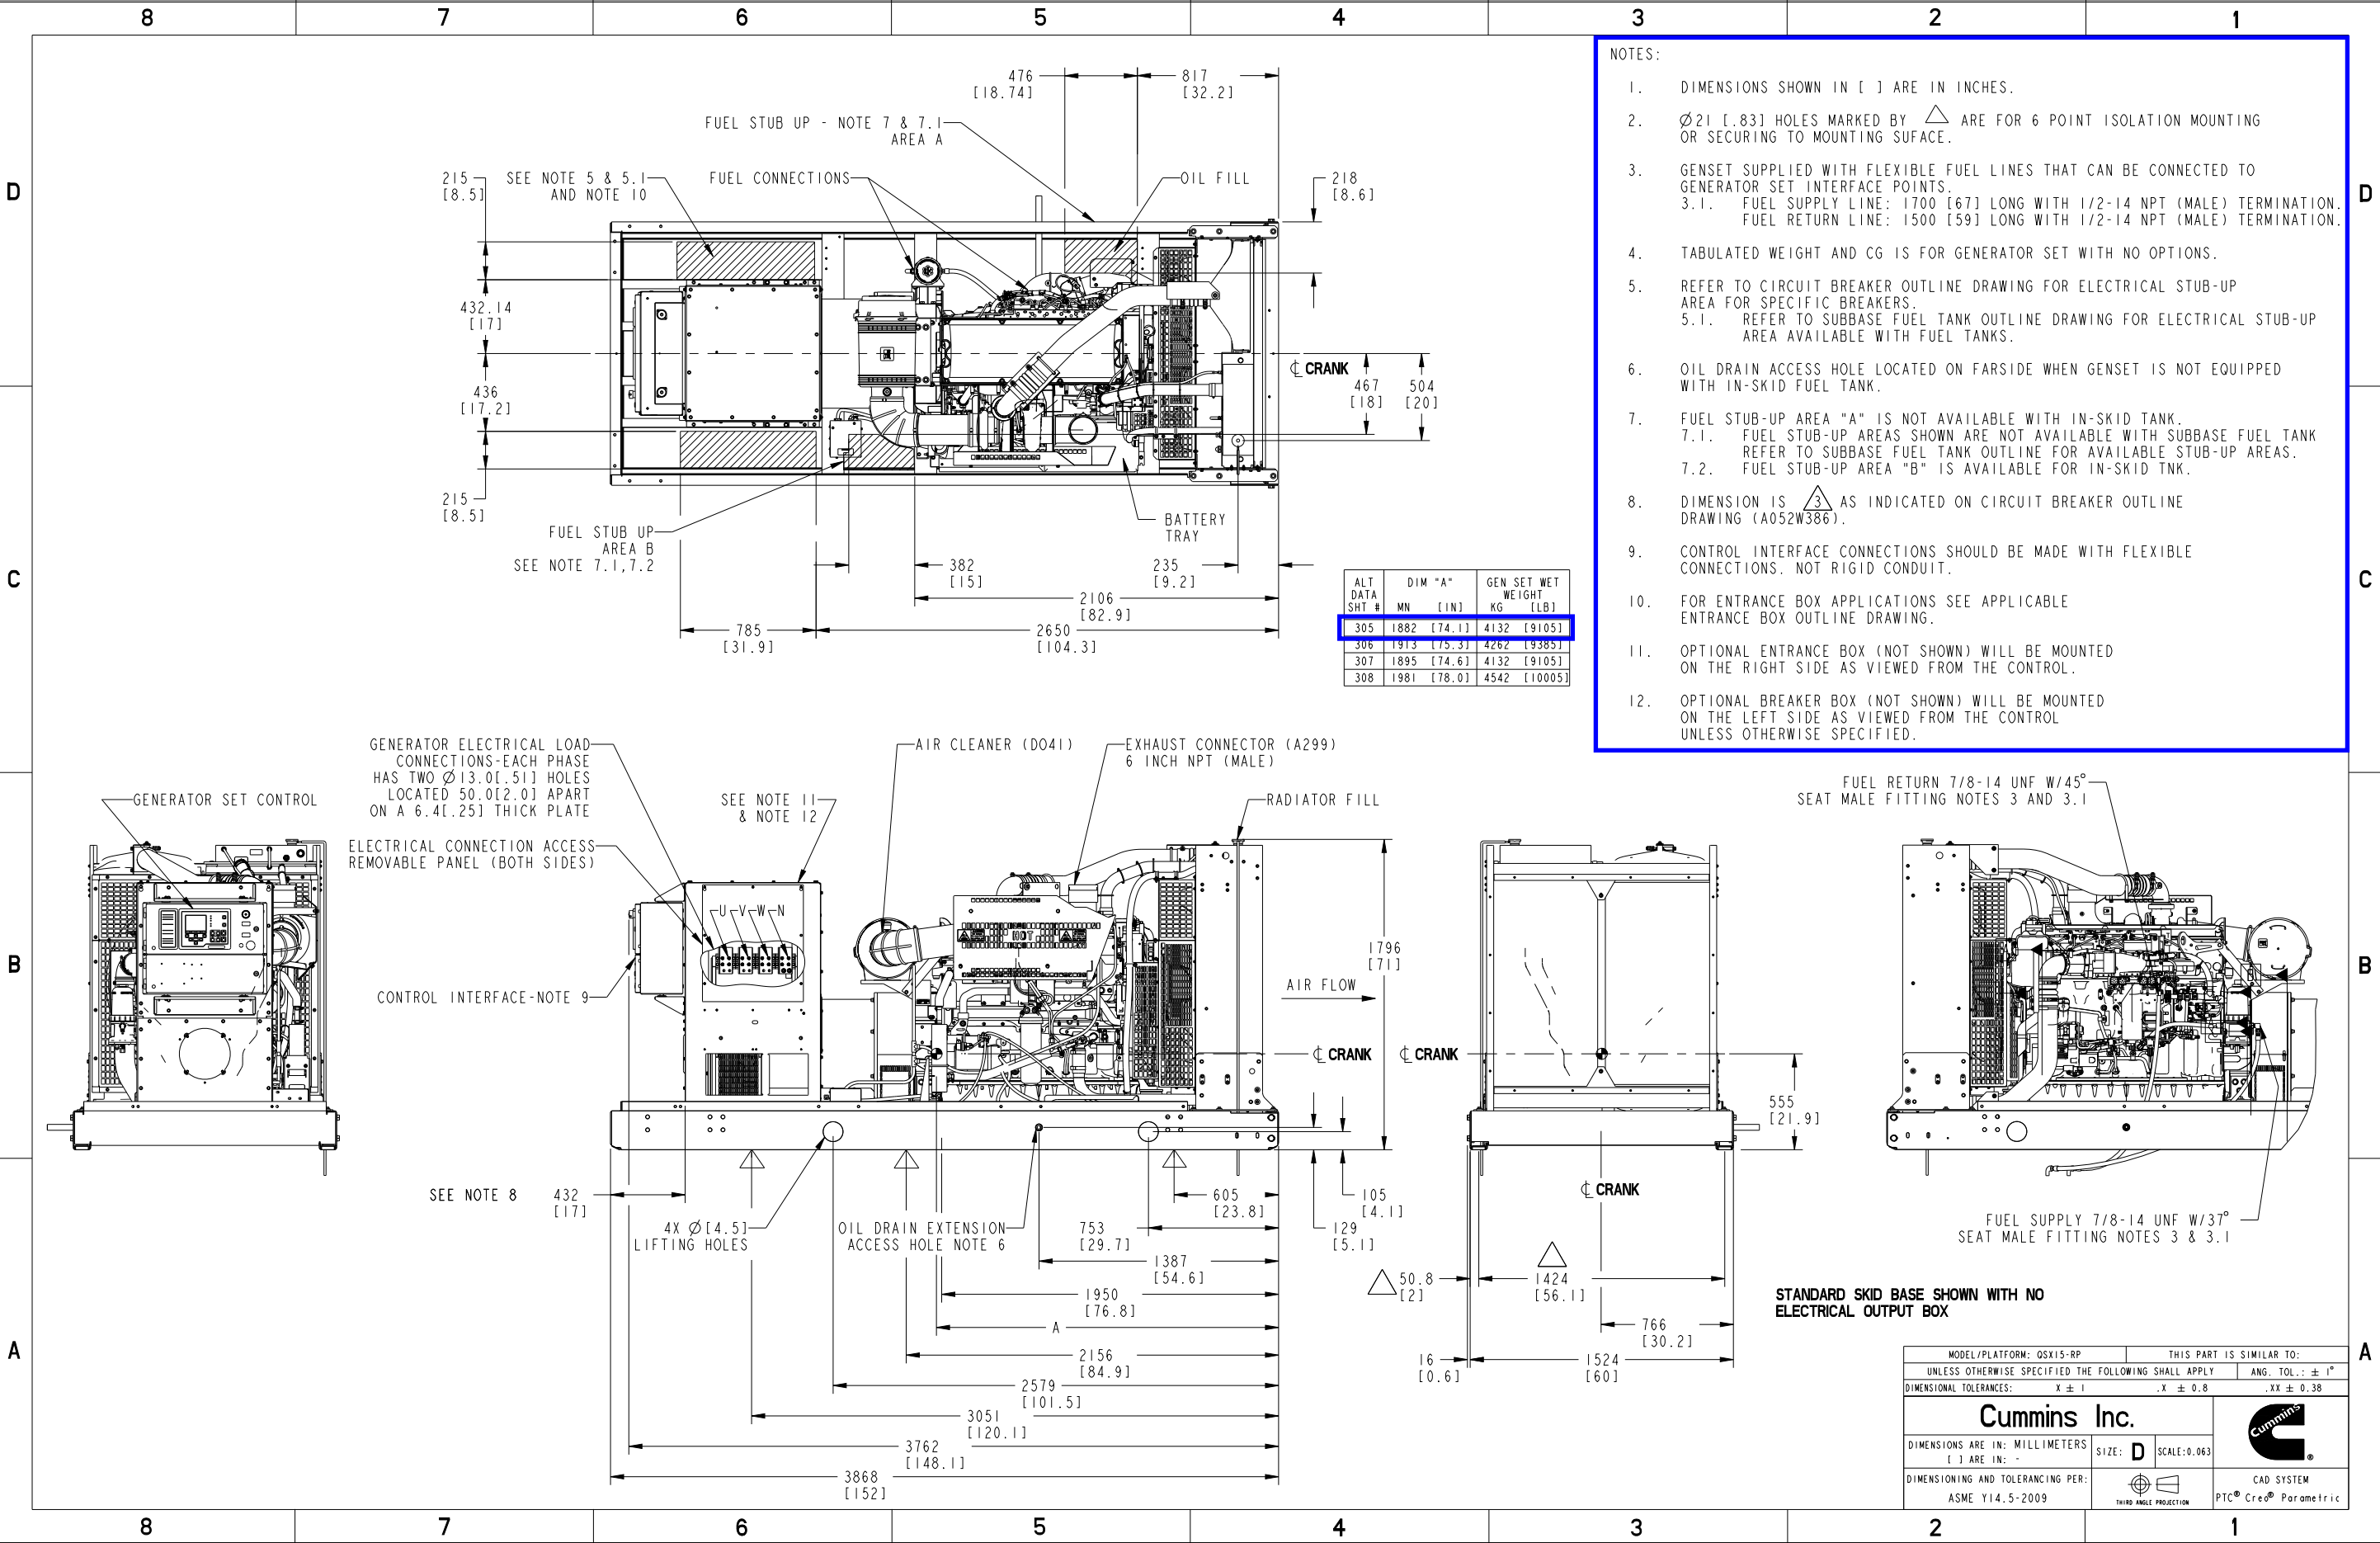 8 7 6 5 4 3 2 1
D
C
B
A
D
C
B
A
476
[18.74]
817
[32.2]
FUEL STUB UP - NOTE 7 & 7.1
AREA A
215
[8.5]
SEE NOTE 5 & 5.1
AND NOTE 10
FUEL CONNECTIONS
OIL FILL
218
[8.6]
432.14
[17]
436
[17.2]
℄ CRANK
467
[18]
504
[20]
215
[8.5]
FUEL STUB UP
AREA B
SEE NOTE 7.1,7.2
BATTERY
TRAY
382
[15]
235
[9.2]
2106
[82.9]
785
[31.9]
2650
[104.3]
ALT DATA SHT # DIM "A" GEN SET WET WEIGHT
MN [IN] KG [LB]
305 1882 [74.1] 4132 [9105]
306 1913 [75.3] 4262 [9385]
307 1895 [74.6] 4132 [9105]
308 1981 [78.0] 4542 [10005]
NOTES:
1. DIMENSIONS SHOWN IN [ ] ARE IN INCHES.
2. Ø21 [.83] HOLES MARKED BY △ ARE FOR 6 POINT ISOLATION MOUNTING
OR SECURING TO MOUNTING SUFACE.
3. GENSET SUPPLIED WITH FLEXIBLE FUEL LINES THAT CAN BE CONNECTED TO
GENERATOR SET INTERFACE POINTS.
3.1. FUEL SUPPLY LINE: 1700 [67] LONG WITH 1/2-14 NPT (MALE) TERMINATION.
FUEL RETURN LINE: 1500 [59] LONG WITH 1/2-14 NPT (MALE) TERMINATION.
4. TABULATED WEIGHT AND CG IS FOR GENERATOR SET WITH NO OPTIONS.
5. REFER TO CIRCUIT BREAKER OUTLINE DRAWING FOR ELECTRICAL STUB-UP
AREA FOR SPECIFIC BREAKERS.
5.1. REFER TO SUBBASE FUEL TANK OUTLINE DRAWING FOR ELECTRICAL STUB-UP
AREA AVAILABLE WITH FUEL TANKS.
6. OIL DRAIN ACCESS HOLE LOCATED ON FARSIDE WHEN GENSET IS NOT EQUIPPED
WITH IN-SKID FUEL TANK.
7. FUEL STUB-UP AREA "A" IS NOT AVAILABLE WITH IN-SKID TANK.
7.1. FUEL STUB-UP AREAS SHOWN ARE NOT AVAILABLE WITH SUBBASE FUEL TANK
REFER TO SUBBASE FUEL TANK OUTLINE FOR AVAILABLE STUB-UP AREAS.
7.2. FUEL STUB-UP AREA "B" IS AVAILABLE FOR IN-SKID TNK.
8. DIMENSION IS 3 AS INDICATED ON CIRCUIT BREAKER OUTLINE
DRAWING (A052W386).
9. CONTROL INTERFACE CONNECTIONS SHOULD BE MADE WITH FLEXIBLE
CONNECTIONS. NOT RIGID CONDUIT.
10. FOR ENTRANCE BOX APPLICATIONS SEE APPLICABLE
ENTRANCE BOX OUTLINE DRAWING.
11. OPTIONAL ENTRANCE BOX (NOT SHOWN) WILL BE MOUNTED
ON THE RIGHT SIDE AS VIEWED FROM THE CONTROL.
12. OPTIONAL BREAKER BOX (NOT SHOWN) WILL BE MOUNTED
ON THE LEFT SIDE AS VIEWED FROM THE CONTROL
UNLESS OTHERWISE SPECIFIED.
GENERATOR SET CONTROL
GENERATOR ELECTRICAL LOAD
CONNECTIONS-EACH PHASE
HAS TWO Ø13.0[.51] HOLES
LOCATED 50.0[2.0] APART
ON A 6.4[.25] THICK PLATE
ELECTRICAL CONNECTION ACCESS
REMOVABLE PANEL (BOTH SIDES)
SEE NOTE 11
& NOTE 12
AIR CLEANER (D041)
EXHAUST CONNECTOR (A299)
6 INCH NPT (MALE)
RADIATOR FILL
U V W N
HOT
CONTROL INTERFACE-NOTE 9
1796
[71]
AIR FLOW
℄ CRANK
℄ CRANK
555
[21.9]
℄ CRANK
FUEL RETURN 7/8-14 UNF W/45°
SEAT MALE FITTING NOTES 3 AND 3.1
FUEL SUPPLY 7/8-14 UNF W/37°
SEAT MALE FITTING NOTES 3 & 3.1
SEE NOTE 8
432
[17]
4X Ø[4.5]
LIFTING HOLES
OIL DRAIN EXTENSION
ACCESS HOLE NOTE 6
605
[23.8]
105
[4.1]
753
[29.7]
129
[5.1]
1387
[54.6]
1950
[76.8]
A
2156
[84.9]
2579
[101.5]
3051
[120.1]
3762
[148.1]
3868
[152]
50.8
[2]
1424
[56.1]
766
[30.2]
16
[0.6]
1524
[60]
STANDARD SKID BASE SHOWN WITH NO
ELECTRICAL OUTPUT BOX
MODEL/PLATFORM: QSX15-RP THIS PART IS SIMILAR TO:
UNLESS OTHERWISE SPECIFIED THE FOLLOWING SHALL APPLY ANG. TOL.: ± 1°
DIMENSIONAL TOLERANCES: X ± 1 .X ± 0.8 .XX ± 0.38
Cummins Inc.
Cummins ®
DIMENSIONS ARE IN: MILLIMETERS
[ ] ARE IN: -
SIZE: D SCALE:0.063
DIMENSIONING AND TOLERANCING PER:
ASME Y14.5-2009
THIRD ANGLE PROJECTION
CAD SYSTEM
PTC® Creo® Parametric
8 7 6 5 4 3 2 1